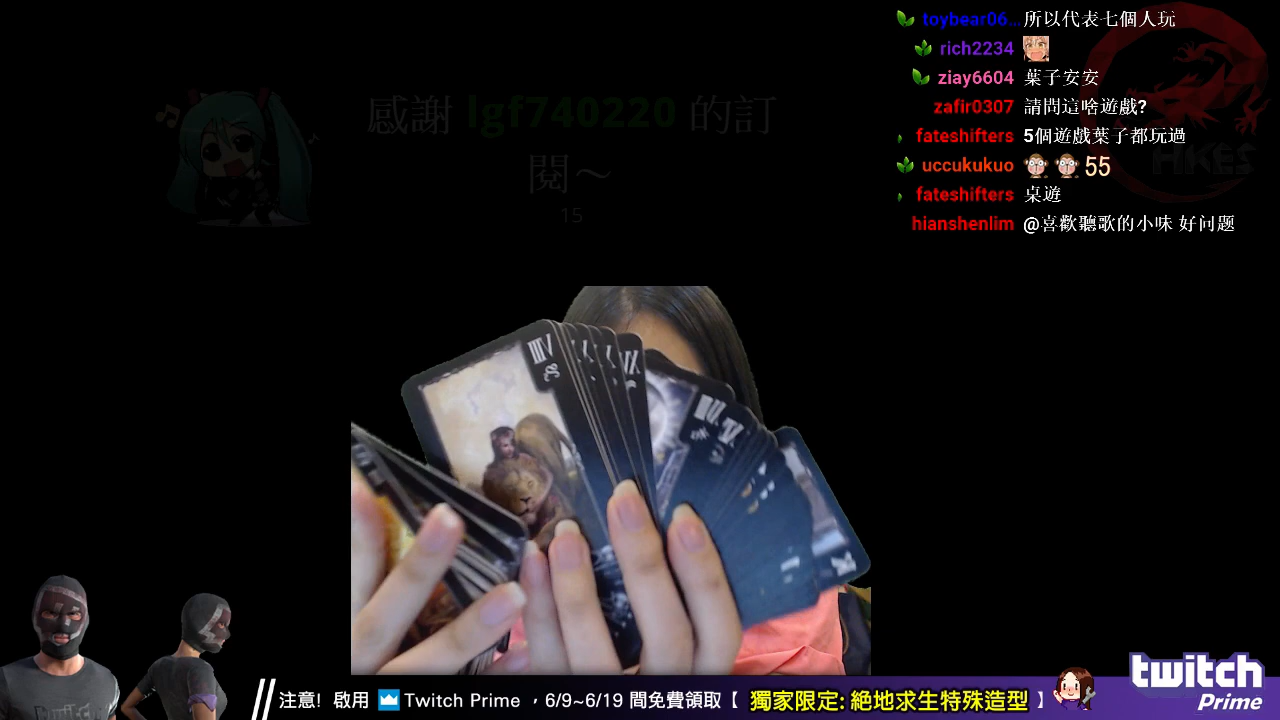 toybear06... 所以代表七個人玩
rich2234
ziay6604 葉子安安
zafir0307 請問這啥遊戲?
fateshifters 5個遊戲葉子都玩過
uccukukuo 55
fateshifters 桌遊
hianshenlim @喜歡聽歌的小味 好问题
HKES
感謝 lgf740220 的訂
閱～
15
注意! 啟用 Twitch Prime ，6/9~6/19 間免費領取【 獨家限定: 絕地求生特殊造型 】
twitch
Prime